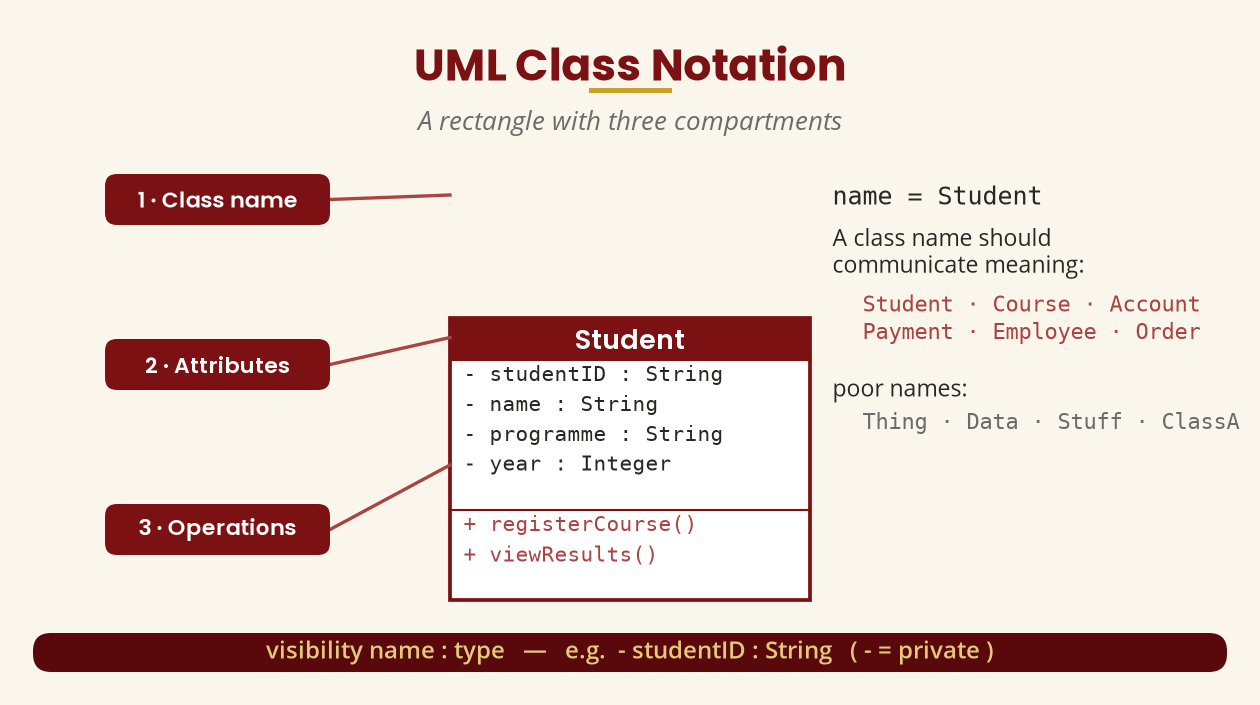 UML Class Notation
A rectangle with three compartments
1 · Class name
2 · Attributes
3 · Operations
Student
- studentID : String
- name : String
- programme : String
- year : Integer
+ registerCourse()
+ viewResults()
name = Student
A class name should
communicate meaning:
Student · Course · Account
Payment · Employee · Order
poor names:
Thing · Data · Stuff · ClassA
visibility name : type — e.g. - studentID : String ( - = private )